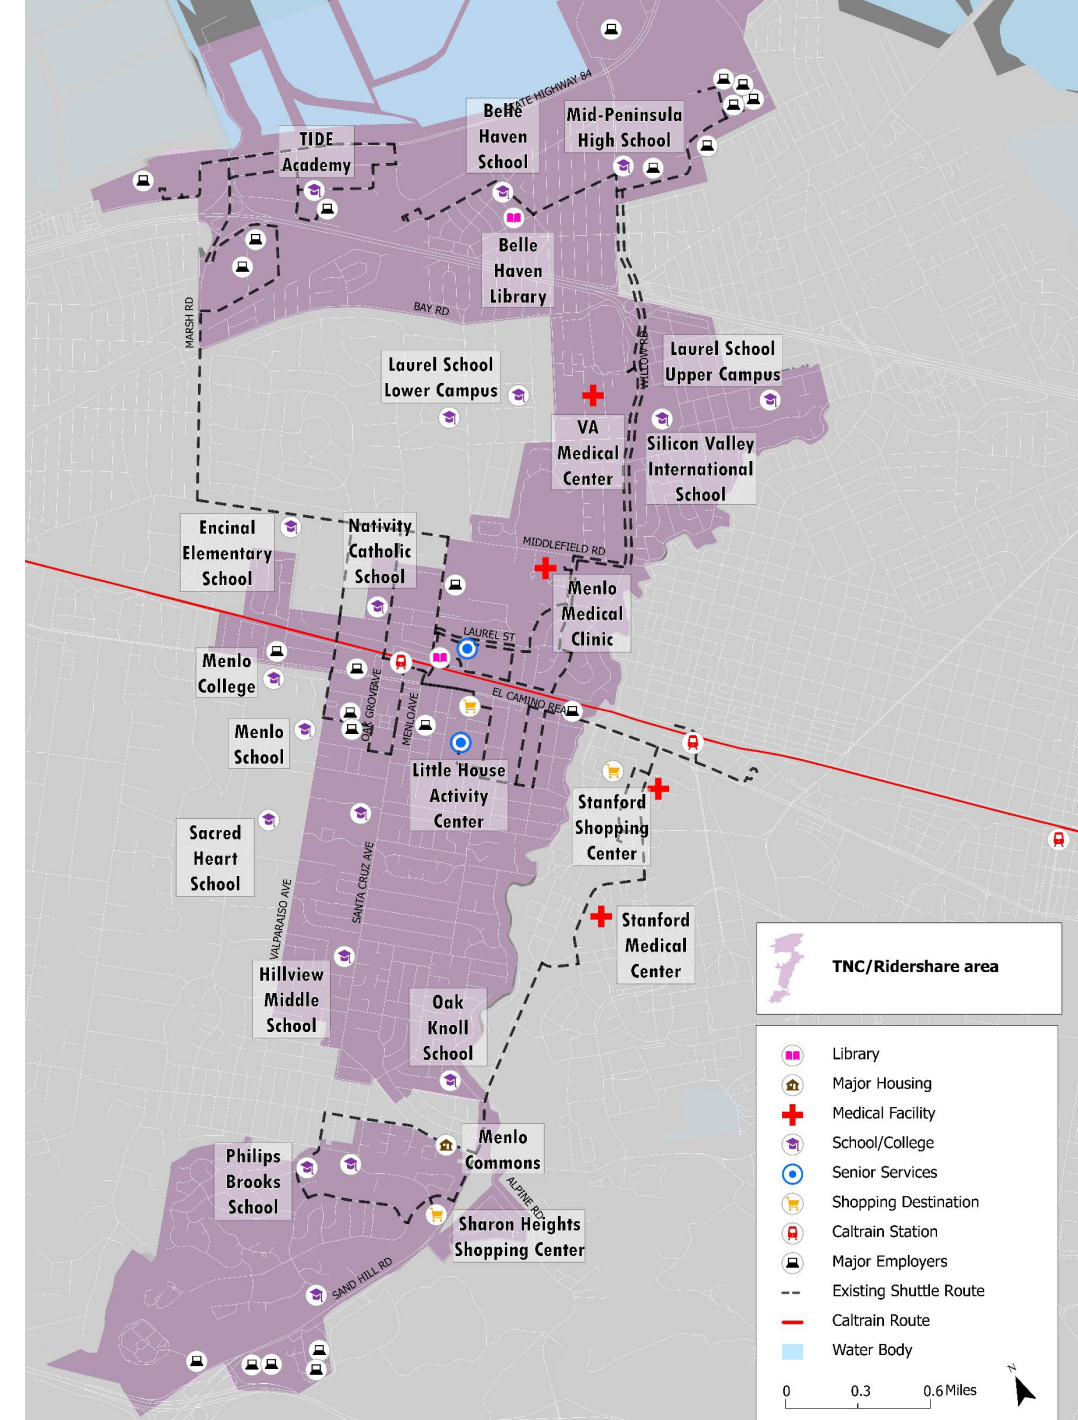 STATE HIGHWAY 84
Belle
Haven
School
Mid-Peninsula
High School
TIDE
Academy
Belle
Haven
Library
MARSH RD
BAY RD
WILLOW RD
Laurel School
Lower Campus
Laurel School
Upper Campus
VA
Medical
Center
Silicon Valley
International
School
Encinal
Elementary
School
Nativity
Catholic
School
MIDDLEFIELD RD
Menlo
Medical
Clinic
LAUREL ST
Menlo
College
EL CAMINO REA
OAK GROVE AVE
MENLO AVE
Menlo
School
Little House
Activity
Center
Stanford
Shopping
Center
Sacred
Heart
School
SANTA CRUZ AVE
VALPARAISO AVE
Stanford
Medical
Center
Hillview
Middle
School
Oak
Knoll
School
Menlo
Commons
Philips
Brooks
School
ALPINE RD
Sharon Heights
Shopping Center
SAND HILL RD
TNC/Ridershare area
Library
Major Housing
Medical Facility
School/College
Senior Services
Shopping Destination
Caltrain Station
Major Employers
Existing Shuttle Route
Caltrain Route
Water Body
N
0 0.3 0.6 Miles